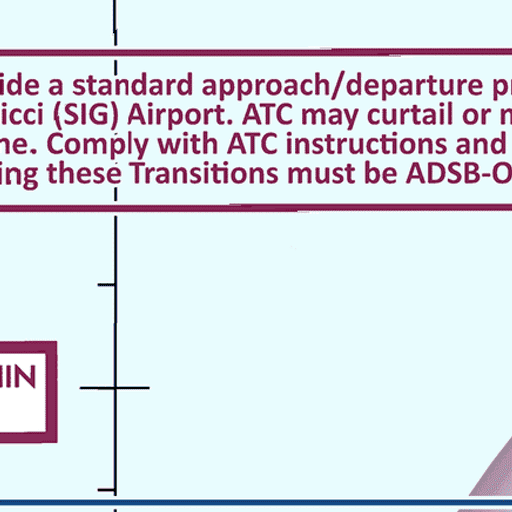 ide a standard approach/departure p
icci (SIG) Airport. ATC may curtail or
ne. Comply with ATC instructions and
ing these Transitions must be ADSB-O
IN